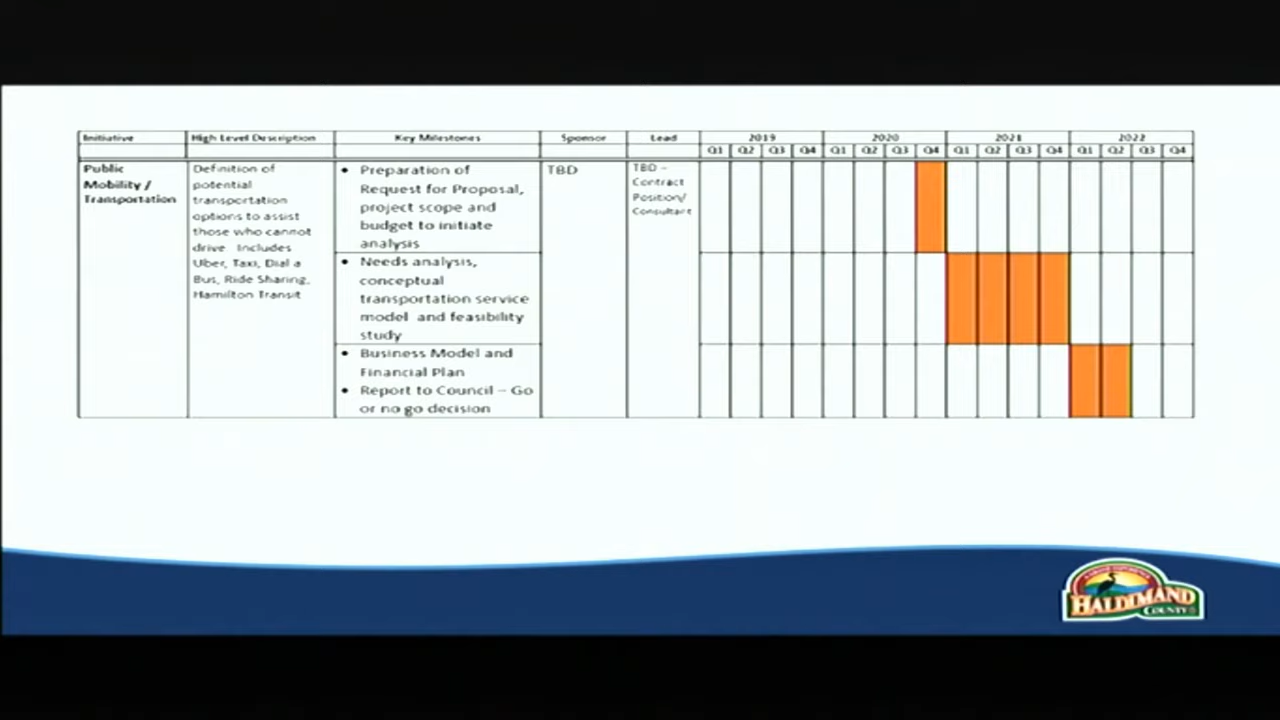 Initiative High Level Description Key Milestones Sponsor Lead 2019 2020 2021 2022
Q1 Q2 Q3 Q4 Q1 Q2 Q3 Q4 Q1 Q2 Q3 Q4 Q1 Q2 Q3 Q4
Public
Mobility /
Transportation
Definition of
potential
transportation
options to assist
those who cannot
drive Includes
Uber, Taxi, Dial a
Bus, Ride Sharing,
Hamilton Transit
• Preparation of
Request for Proposal,
project scope and
budget to initiate
analysis
• Needs analysis,
conceptual
transportation service
model and feasibility
study
• Business Model and
Financial Plan
• Report to Council – Go
or no go decision
TBD
TBD –
Contract
Position/
Consultant
HALDIMAND
COUNTY